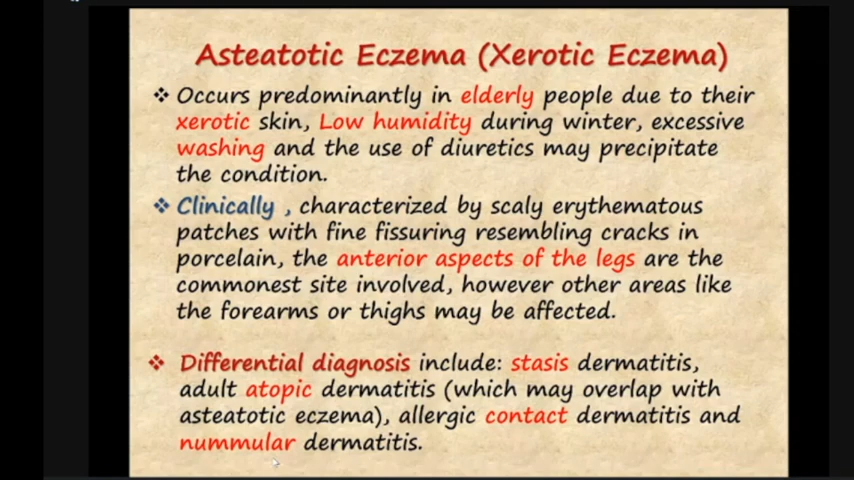 Asteatotic Eczema (Xerotic Eczema)
❖ Occurs predominantly in elderly people due to their
xerotic skin, Low humidity during winter, excessive
washing and the use of diuretics may precipitate
the condition.
❖ Clinically , characterized by scaly erythematous
patches with fine fissuring resembling cracks in
porcelain, the anterior aspects of the legs are the
commonest site involved, however other areas like
the forearms or thighs may be affected.
❖ Differential diagnosis include: stasis dermatitis,
adult atopic dermatitis (which may overlap with
asteatotic eczema), allergic contact dermatitis and
nummular dermatitis.